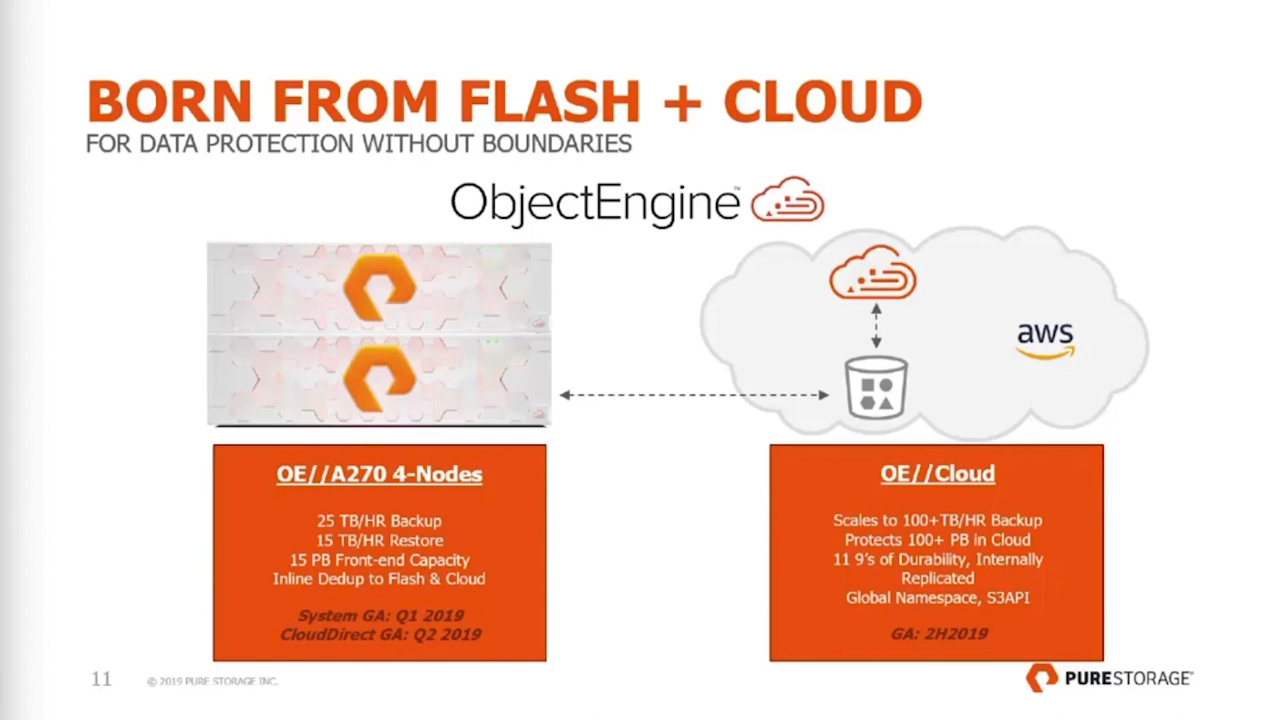 BORN FROM FLASH + CLOUD
FOR DATA PROTECTION WITHOUT BOUNDARIES
ObjectEngine™
aws
OE//A270 4-Nodes
25 TB/HR Backup
15 TB/HR Restore
15 PB Front-end Capacity
Inline Dedup to Flash & Cloud
System GA: Q1 2019
CloudDirect GA: Q2 2019
OE//Cloud
Scales to 100+TB/HR Backup
Protects 100+ PB in Cloud
11 9's of Durability, Internally
Replicated
Global Namespace, S3API
GA: 2H2019
11
© 2019 PURE STORAGE INC.
PURESTORAGE®